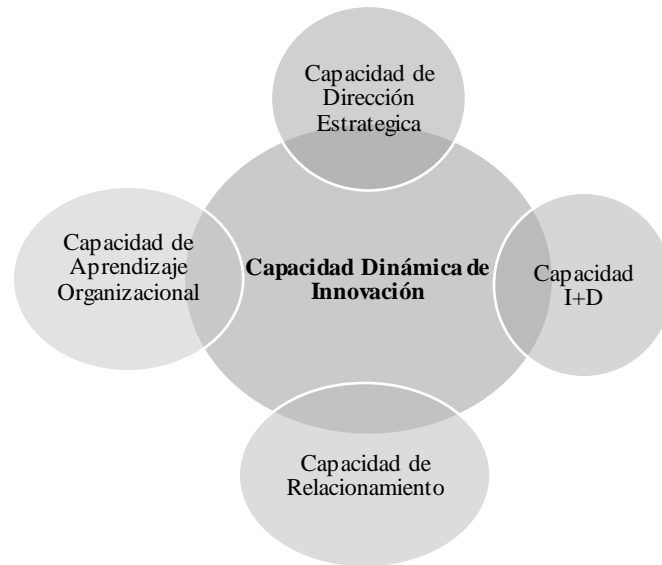 Capacidad de
Dirección
Estrategica
Capacidad de
Aprendizaje
Organizacional
Capacidad Dinámica de
Innovación
Capacidad
I+D
Capacidad de
Relacionamiento